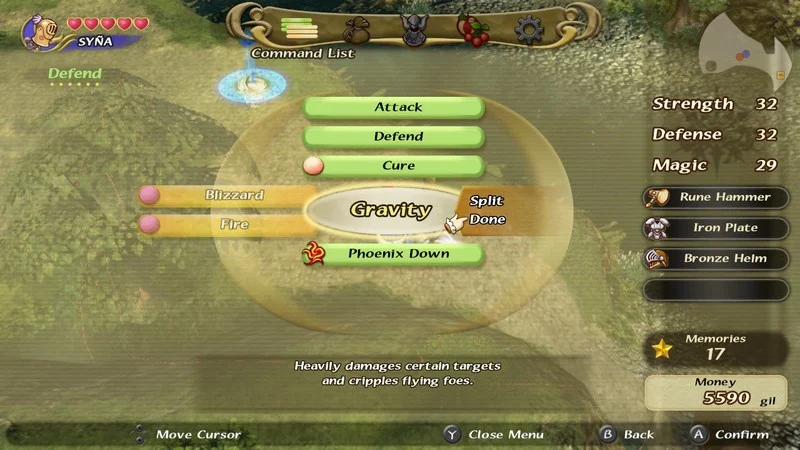 SYÑA
Defend
Command List
Attack
Defend
Cure
Blizzard
Fire
Gravity
Split
Done
Phoenix Down
Heavily damages certain targets
and cripples flying foes.
Strength 32
Defense 32
Magic 29
Rune Hammer
Iron Plate
Bronze Helm
Memories
17
Money
5590 gil
Move Cursor
Y Close Menu
B Back
A Confirm